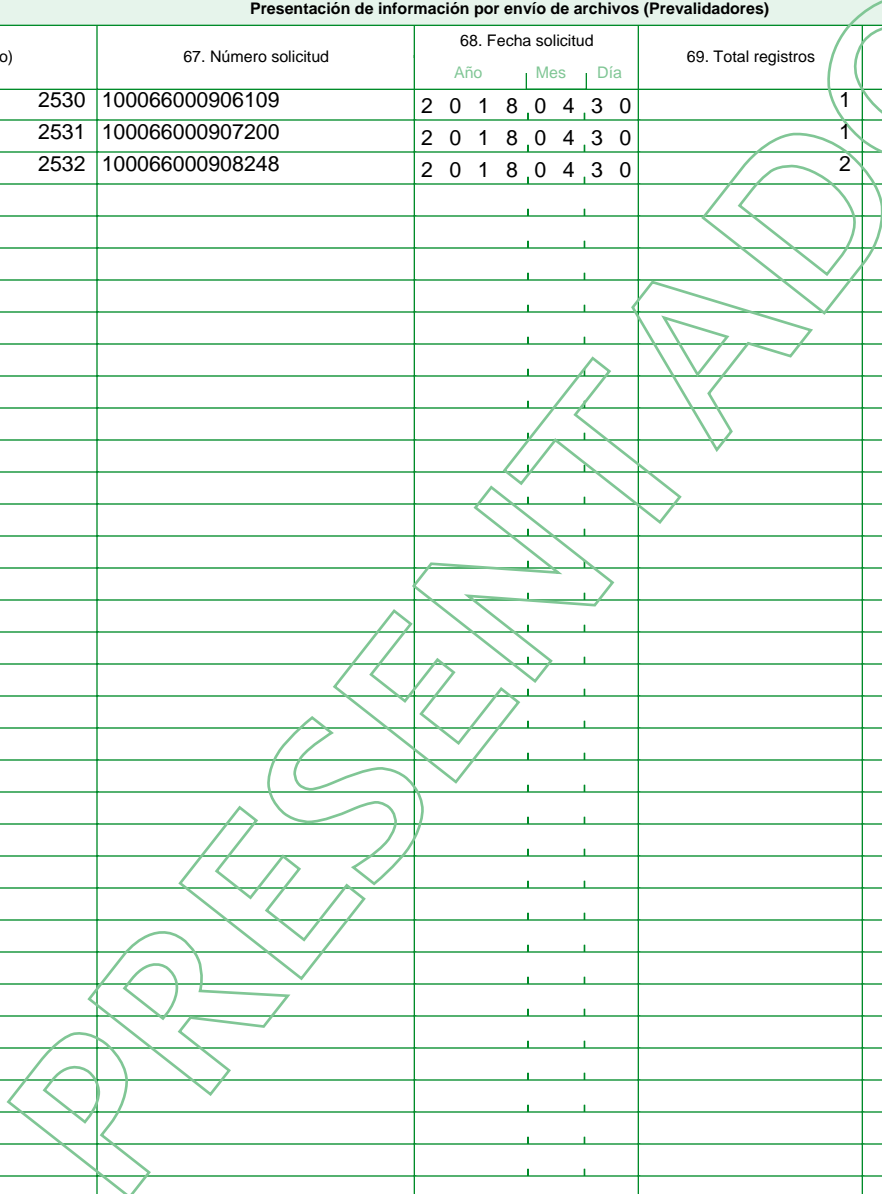 Presentación de información por envío de archivos (Prevalidadores)
o) 67. Número solicitud 68. Fecha solicitud 69. Total registros
Año Mes Día
2530 100066000906109 2 0 1 8 0 4 3 0 1
2531 100066000907200 2 0 1 8 0 4 3 0 1
2532 100066000908248 2 0 1 8 0 4 3 0 2
PRESENTADO